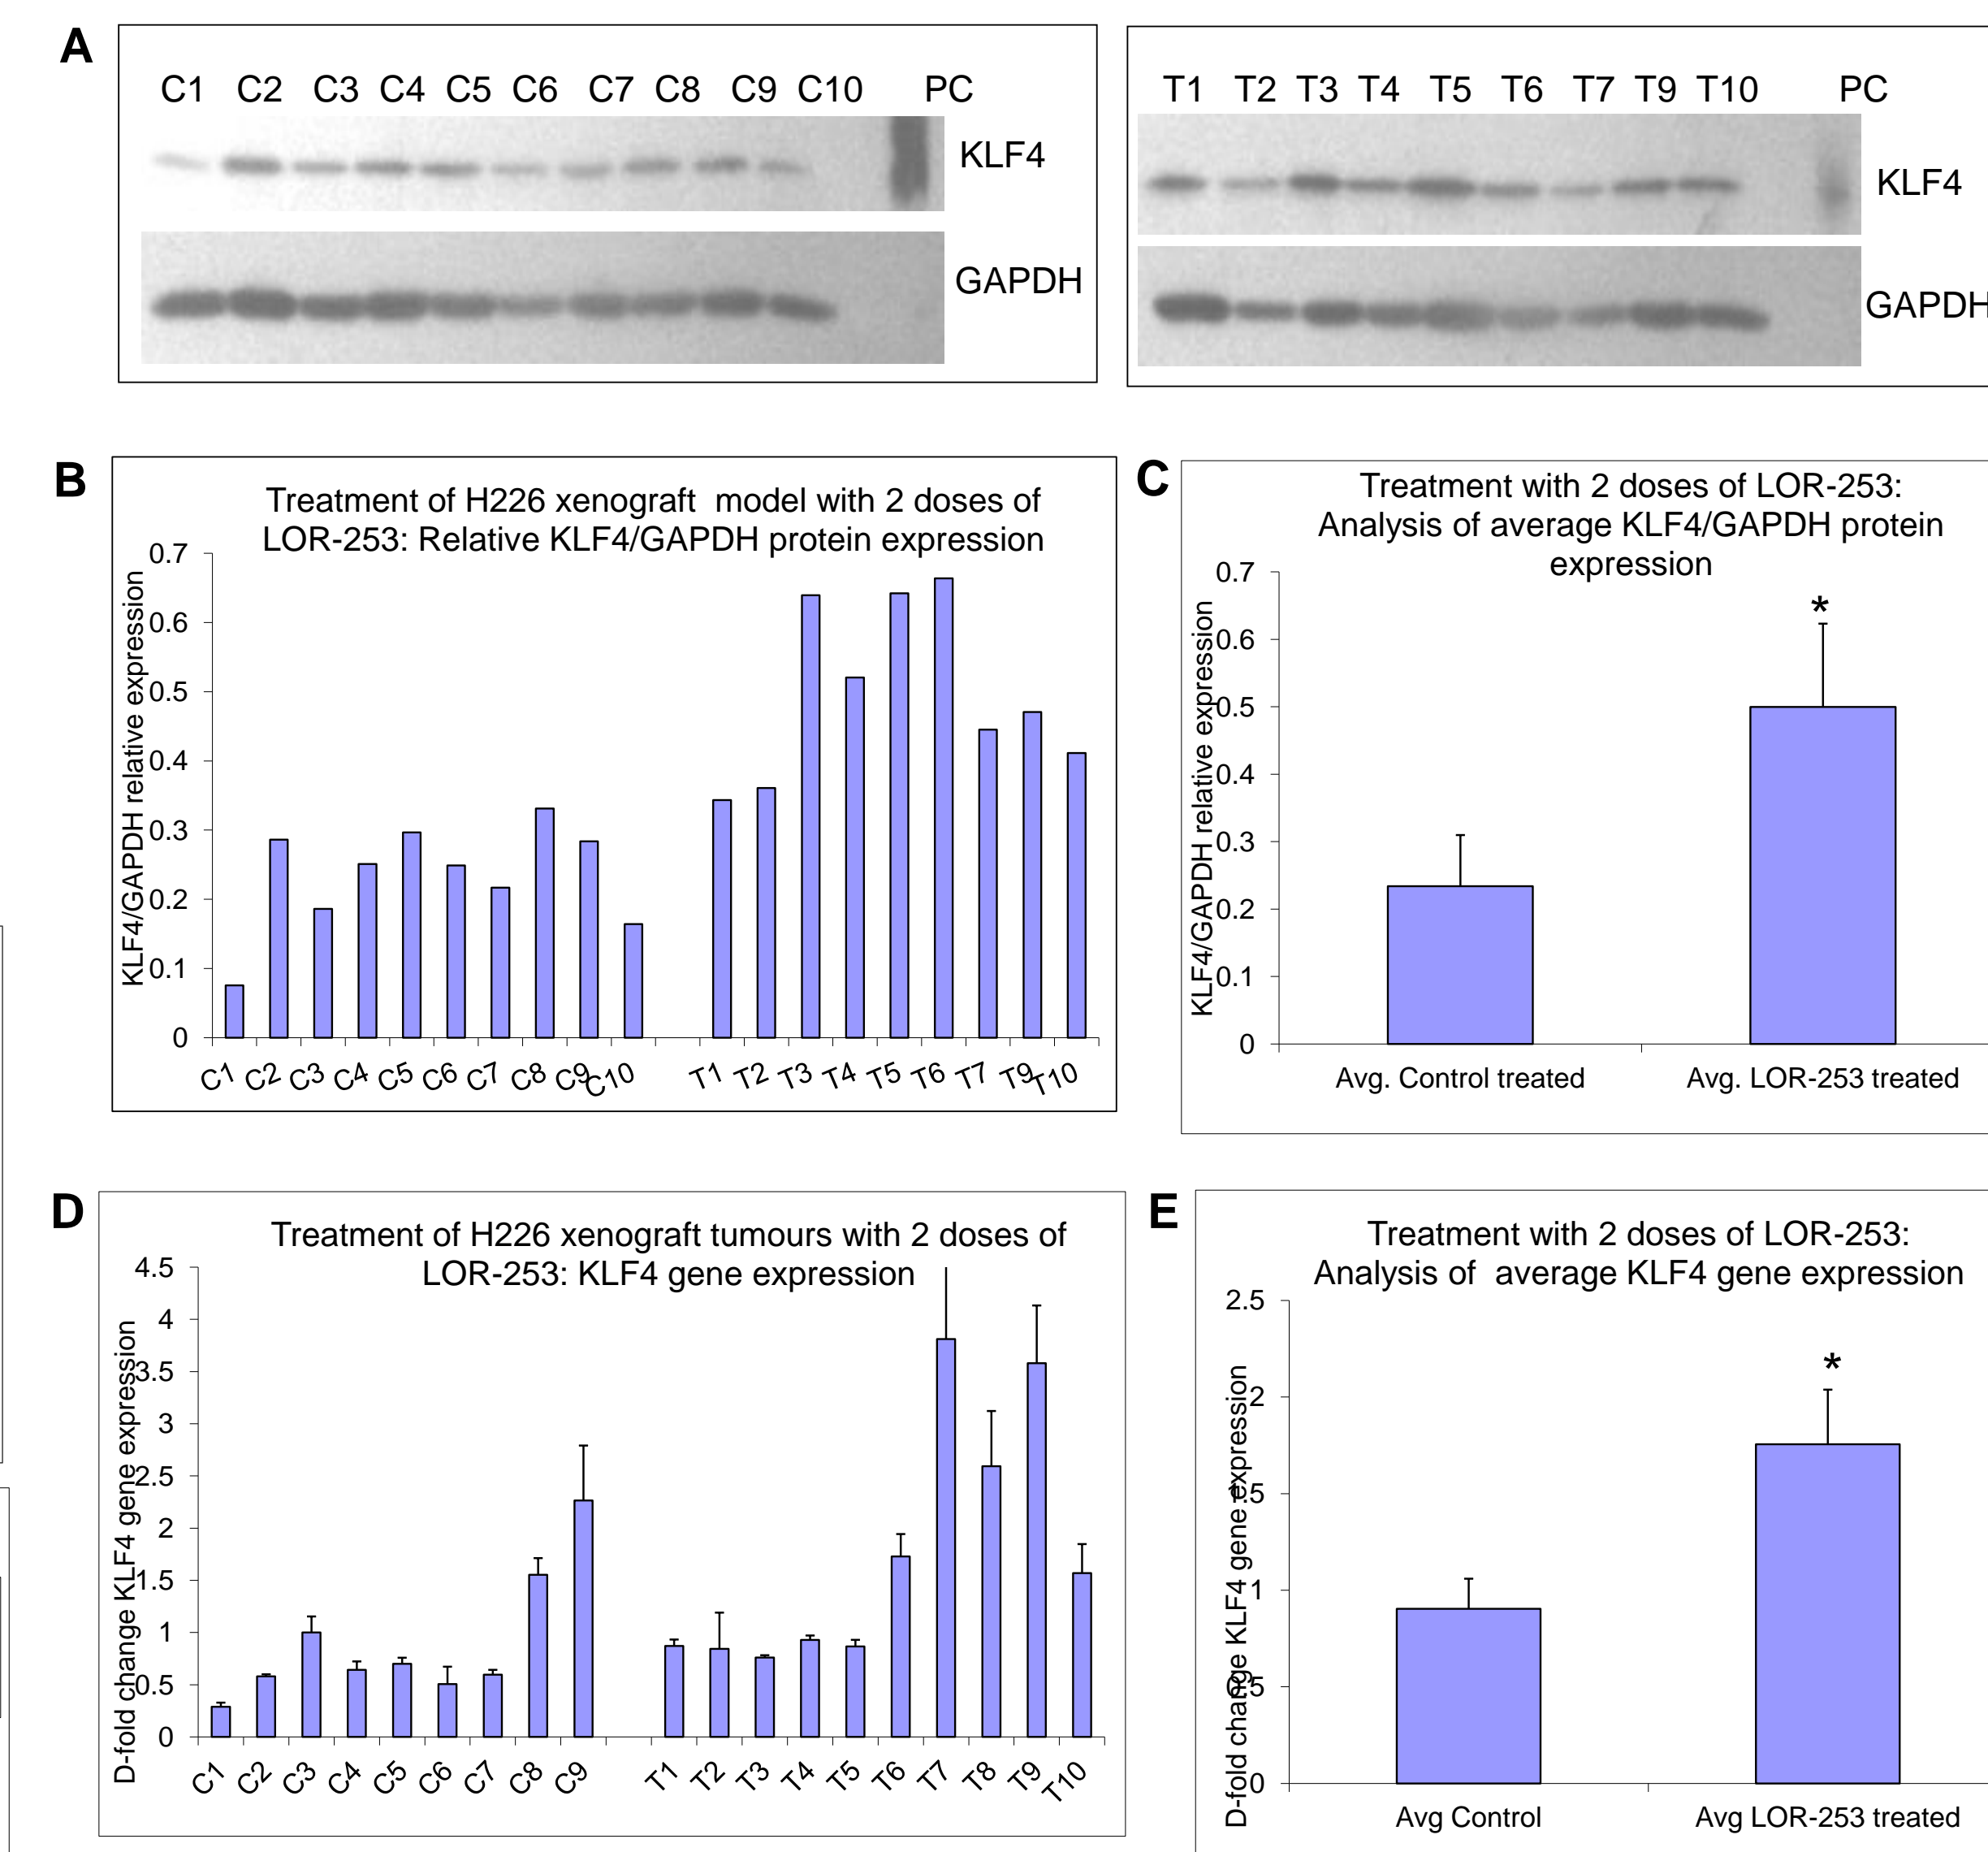 A
C1 C2 C3 C4 C5 C6 C7 C8 C9 C10 PC
KLF4
GAPDH
T1 T2 T3 T4 T5 T6 T7 T9 T10 PC
KLF4
GAPDH
B
Treatment of H226 xenograft model with 2 doses of
LOR-253: Relative KLF4/GAPDH protein expression
KLF4/GAPDH relative expression
0.7
0.6
0.5
0.4
0.3
0.2
0.1
0
C1 C2 C3 C4 C5 C6 C7 C8 C9 C10 T1 T2 T3 T4 T5 T6 T7 T9 T10
C
Treatment with 2 doses of LOR-253:
Analysis of average KLF4/GAPDH protein
expression
KLF4/GAPDH relative expression
0.7
0.6
0.5
0.4
0.3
0.2
0.1
0
*
Avg. Control treated Avg. LOR-253 treated
D
Treatment of H226 xenograft tumours with 2 doses of
LOR-253: KLF4 gene expression
D-fold change KLF4 gene expression
4.5
4
3.5
3
2.5
2
1.5
1
0.5
0
C1 C2 C3 C4 C5 C6 C7 C8 C9 T1 T2 T3 T4 T5 T6 T7 T8 T9 T10
E
Treatment with 2 doses of LOR-253:
Analysis of average KLF4 gene expression
D-fold change KLF4 gene expression
2.5
2
1.5
1
0.5
0
*
Avg Control Avg LOR-253 treated